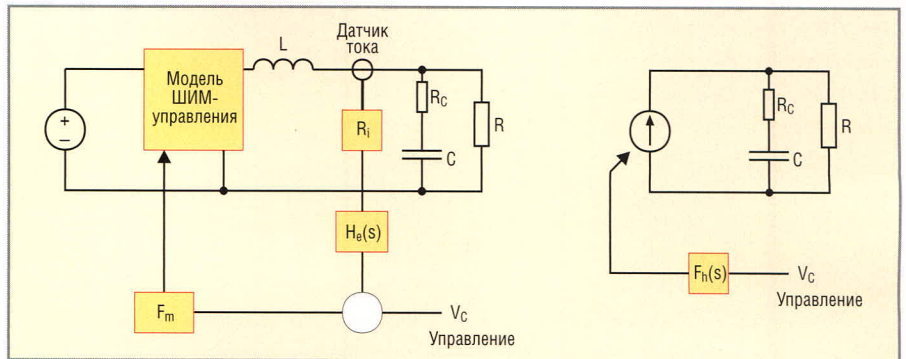 Датчик
тока
L
Модель
ШИМ-
управления
+
−
R_i
R_C
R
C
H_e(s)
F_m
V_C
Управление
R_C
R
C
F_h(s)
V_C
Управление